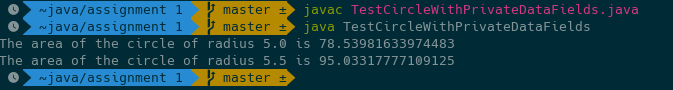 ~java/assignment 1 master ± javac TestCircleWithPrivateDataFields.java
~java/assignment 1 master ± java TestCircleWithPrivateDataFields
The area of the circle of radius 5.0 is 78.53981633974483
The area of the circle of radius 5.5 is 95.03317777109125
~java/assignment 1 master ±